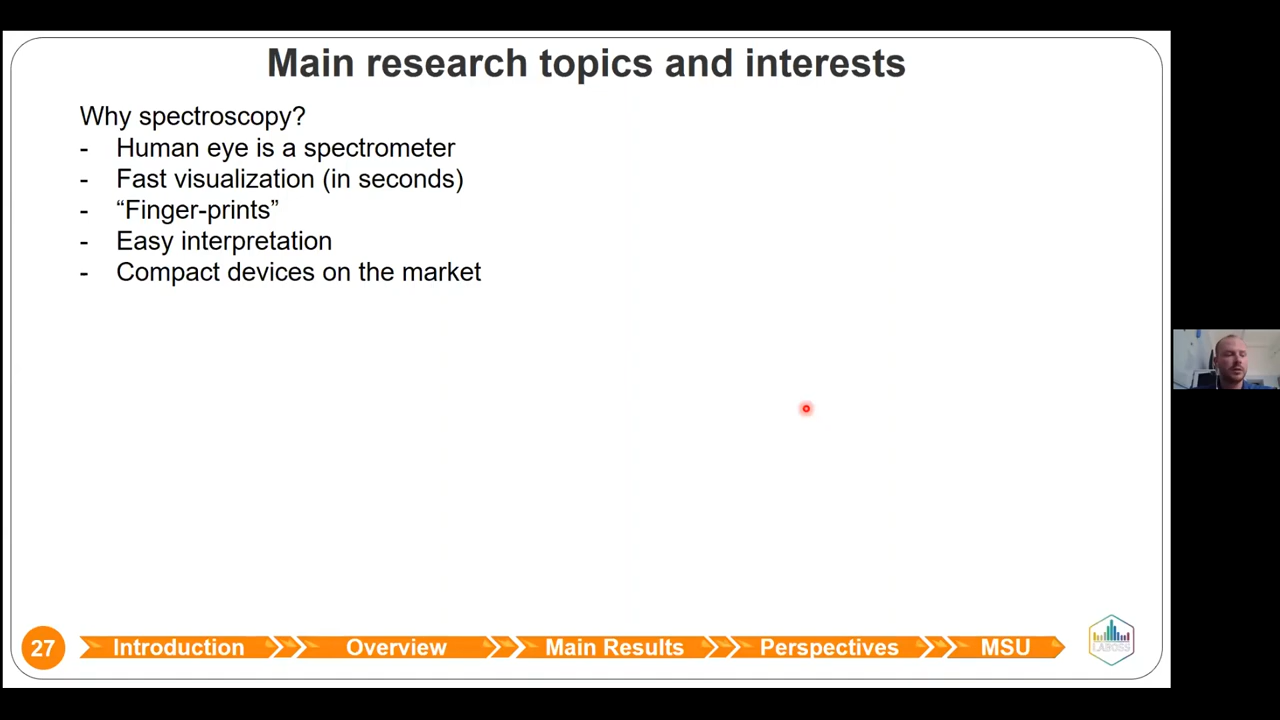 Main research topics and interests
Why spectroscopy?
- Human eye is a spectrometer
- Fast visualization (in seconds)
- “Finger-prints”
- Easy interpretation
- Compact devices on the market
27 Introduction Overview Main Results Perspectives MSU
LABOSS